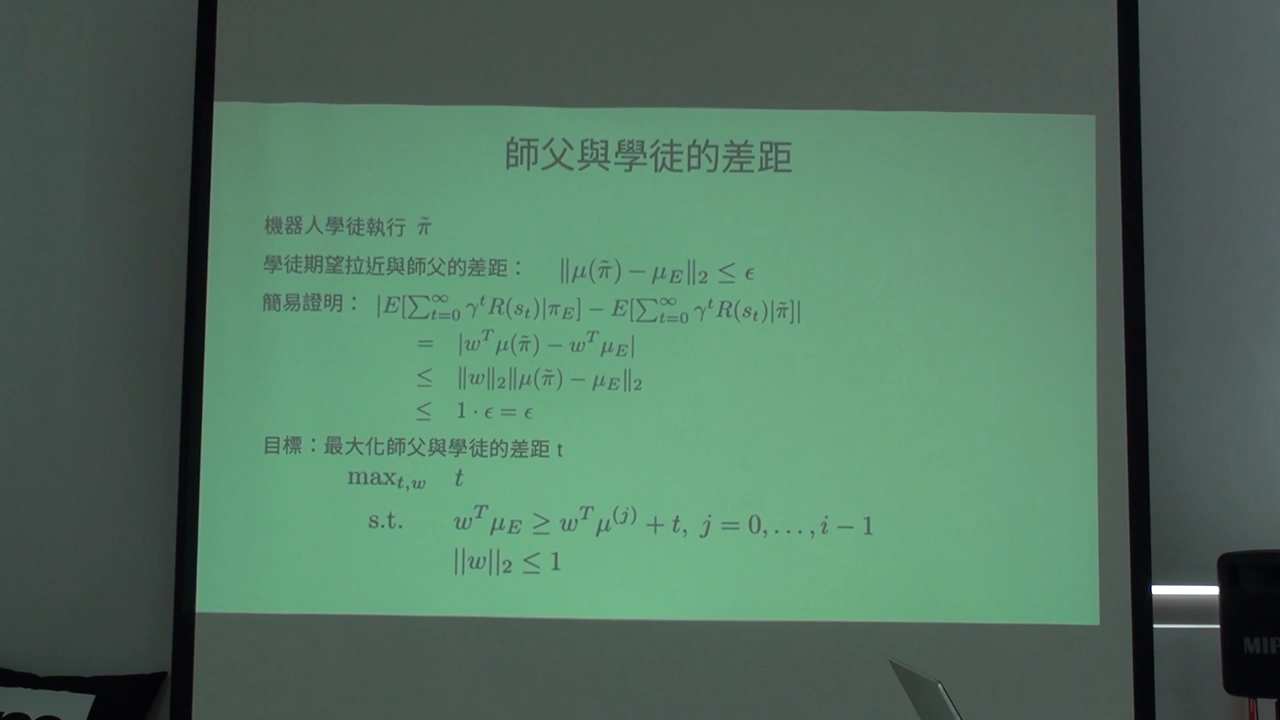 師父與學徒的差距
機器人學徒執行 π̃
學徒期望拉近與師父的差距： ‖μ(π̃) − μ_E‖₂ ≤ ϵ
簡易證明： |E[∑_{t=0}^∞ γ^t R(s_t)|π_E] − E[∑_{t=0}^∞ γ^t R(s_t)|π̃]|
= |w^T μ(π̃) − w^T μ_E|
≤ ‖w‖₂‖μ(π̃) − μ_E‖₂
≤ 1 · ϵ = ϵ
目標：最大化師父與學徒的差距 t
max_{t,w} t
s.t. w^T μ_E ≥ w^T μ^{(j)} + t, j = 0, . . . , i − 1
||w||₂ ≤ 1